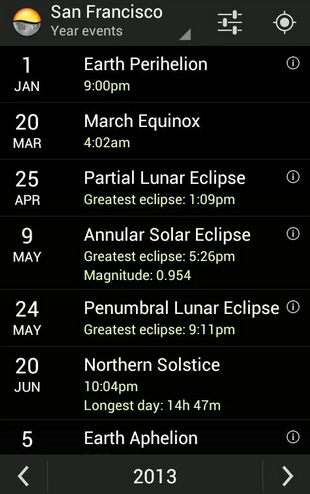 San Francisco
Year events
1
JAN
Earth Perihelion
9:00pm
20
MAR
March Equinox
4:02am
25
APR
Partial Lunar Eclipse
Greatest eclipse: 1:09pm
9
MAY
Annular Solar Eclipse
Greatest eclipse: 5:26pm
Magnitude: 0.954
24
MAY
Penumbral Lunar Eclipse
Greatest eclipse: 9:11pm
20
JUN
Northern Solstice
10:04pm
Longest day: 14h 47m
5
Earth Aphelion
2013